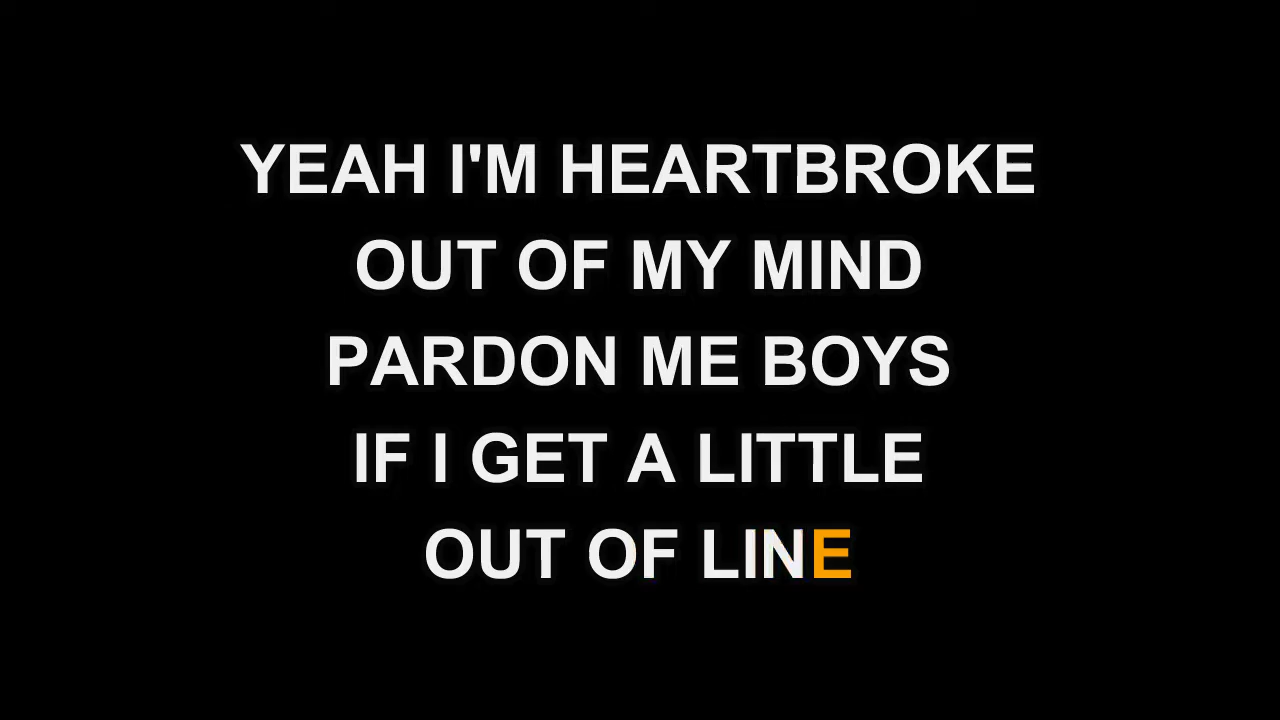 YEAH I'M HEARTBROKE
OUT OF MY MIND
PARDON ME BOYS
IF I GET A LITTLE
OUT OF LINE